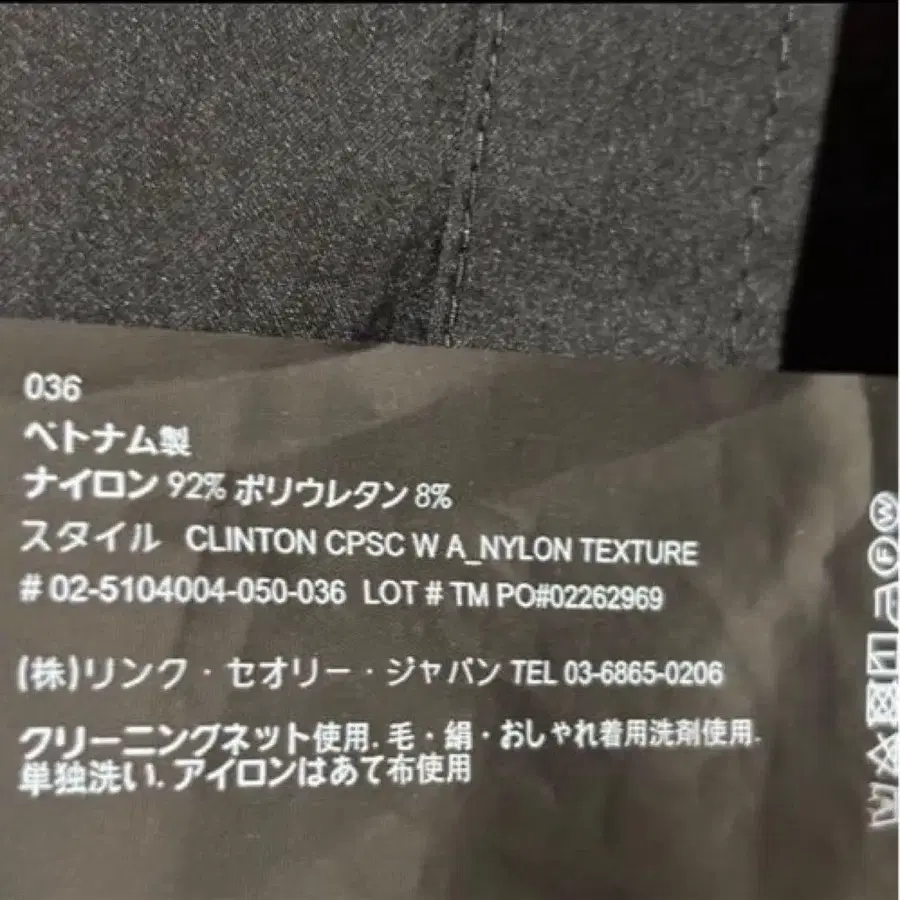 036
ベトナム製
ナイロン 92% ポリウレタン 8%
スタイル CLINTON CPSC W A_NYLON TEXTURE
# 02-5104004-050-036 LOT # TM PO#02262969
(株)リンク・セオリー・ジャパン TEL 03-6865-0206
クリーニングネット使用. 毛・絹・おしゃれ着用洗剤使用.
単独洗い. アイロンはあて布使用
W
F